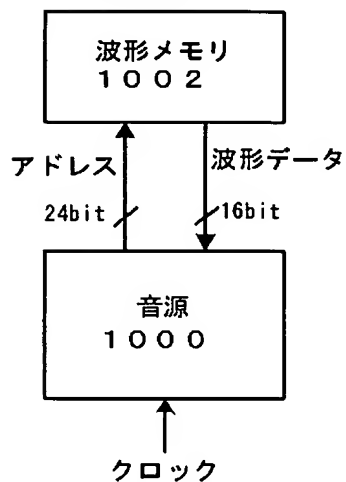 波形メモリ
１００２
アドレス
波形データ
24bit
16bit
音源
１０００
クロック